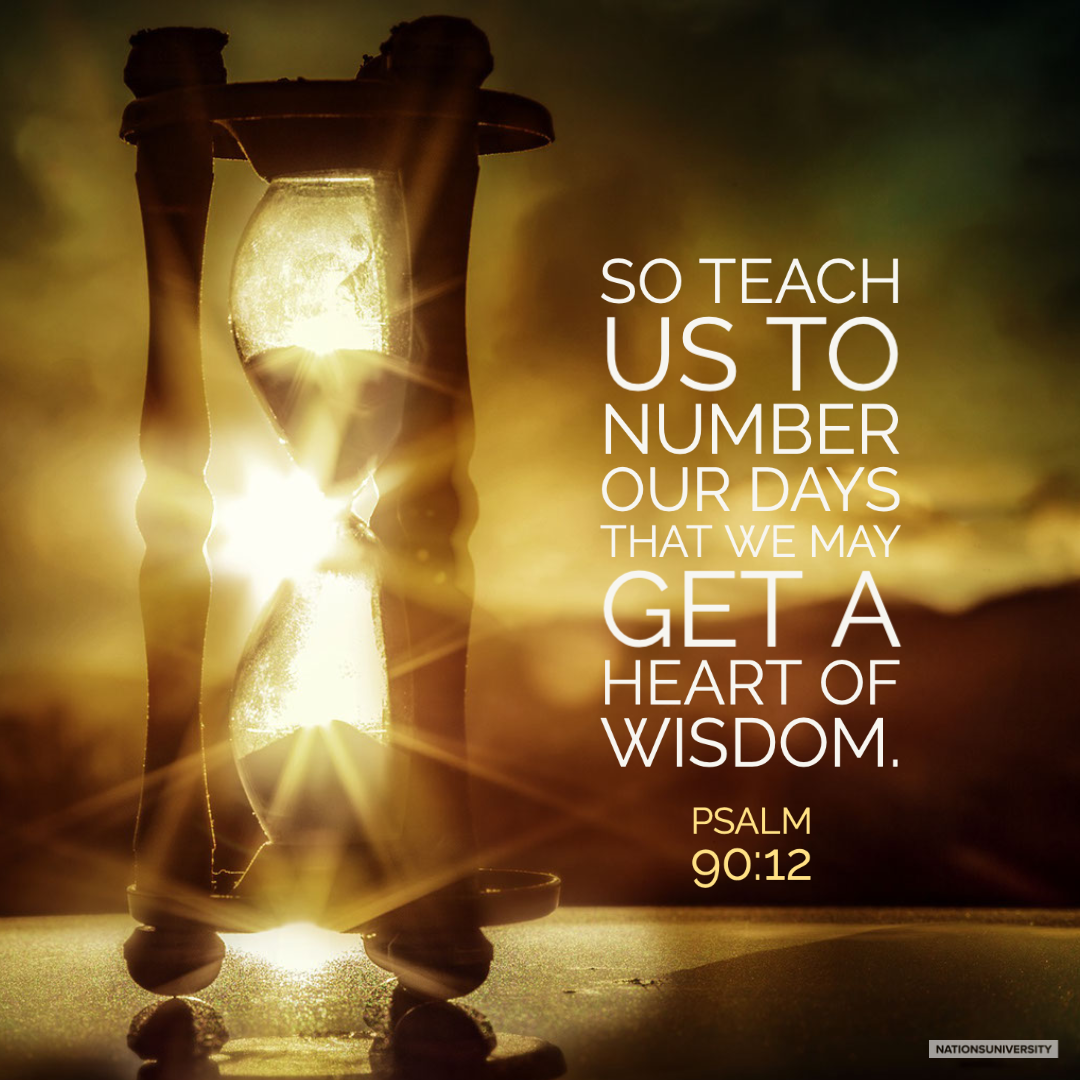 SO TEACH
US TO
NUMBER
OUR DAYS
THAT WE MAY
GET A
HEART OF
WISDOM.
PSALM
90:12
NATIONSUNIVERSITY